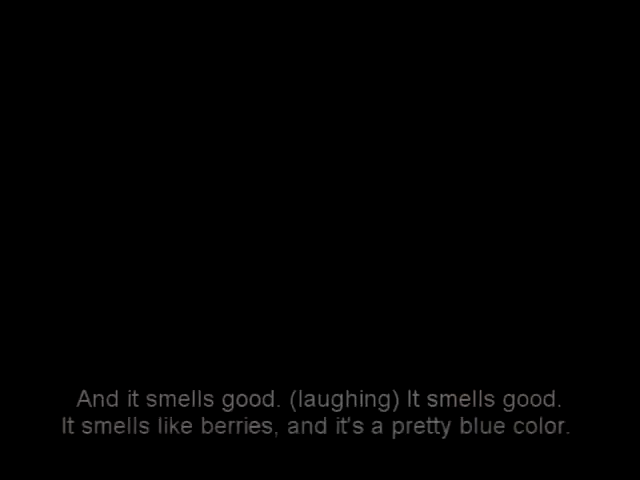 And it smells good. (laughing) It smells good.
It smells like berries, and it's a pretty blue color.